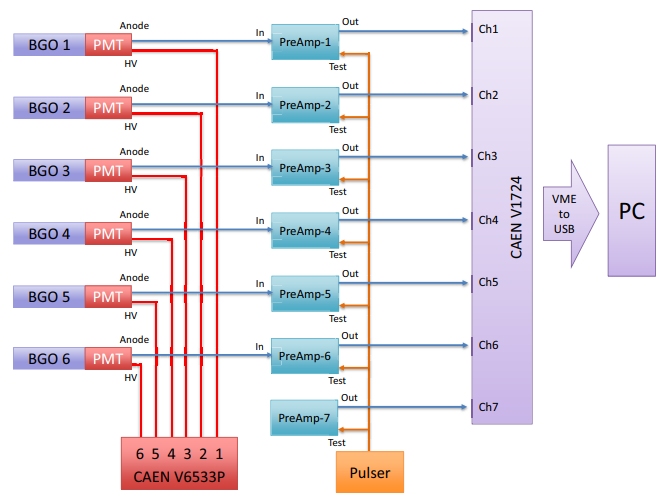 Anode
BGO 1 PMT
HV
In
PreAmp-1
Out
Test
Ch1
Anode
BGO 2 PMT
HV
In
PreAmp-2
Out
Test
Ch2
Anode
BGO 3 PMT
HV
In
PreAmp-3
Out
Test
Ch3
Anode
BGO 4 PMT
HV
In
PreAmp-4
Out
Test
Ch4
Anode
BGO 5 PMT
HV
In
PreAmp-5
Out
Test
Ch5
Anode
BGO 6 PMT
HV
In
PreAmp-6
Out
Test
Ch6
PreAmp-7
Out
Test
Ch7
CAEN V1724
VME
to
USB
PC
6 5 4 3 2 1
CAEN V6533P
Pulser